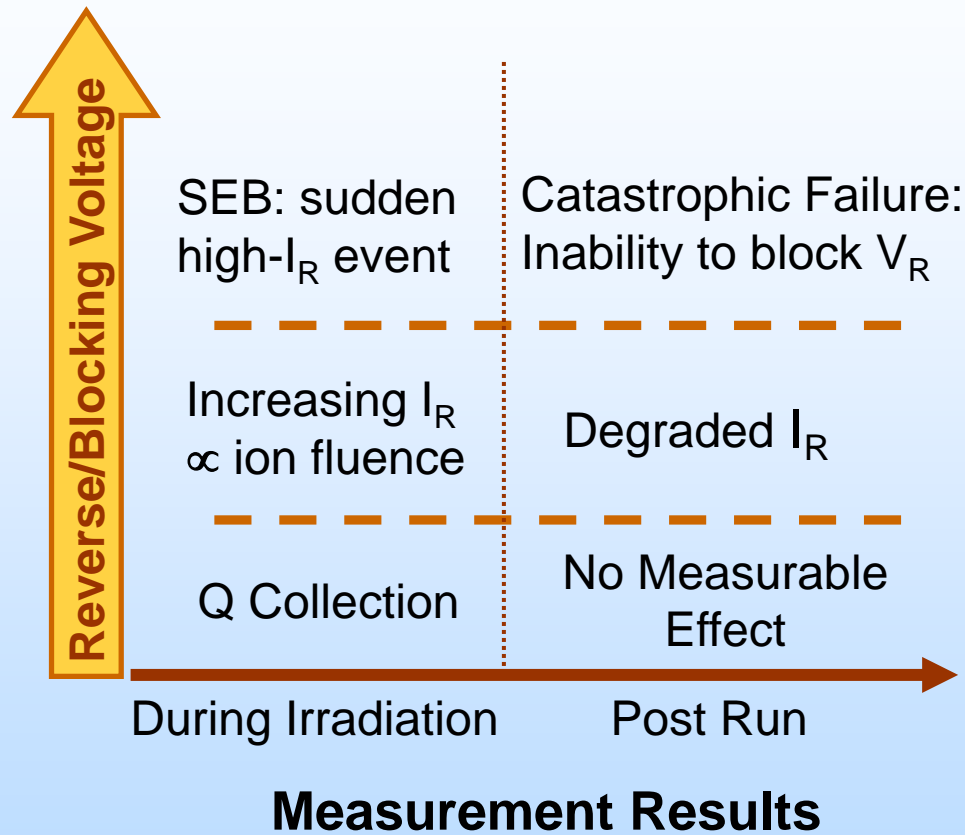 Reverse/Blocking Voltage
SEB: sudden
high-I_R event
Catastrophic Failure:
Inability to block V_R
Increasing I_R
∝ ion fluence
Degraded I_R
Q Collection
No Measurable
Effect
During Irradiation
Post Run
Measurement Results